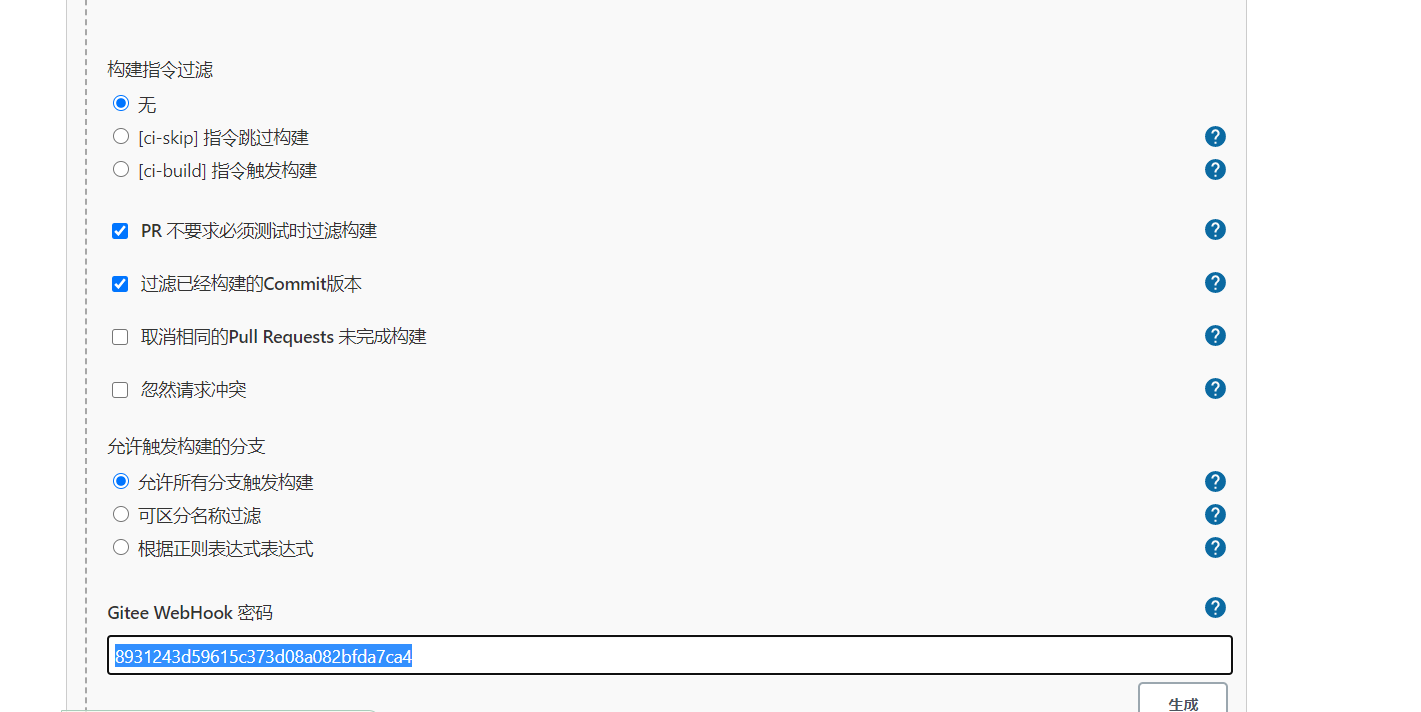 构建指令过滤
无
[ci-skip] 指令跳过构建
[ci-build] 指令触发构建
PR 不要求必须测试时过滤构建
过滤已经构建的Commit版本
取消相同的Pull Requests 未完成构建
忽然请求冲突
允许触发构建的分支
允许所有分支触发构建
可区分名称过滤
根据正则表达式表达式
Gitee WebHook 密码
8931243d59615c373d08a082bfda7ca4
生成